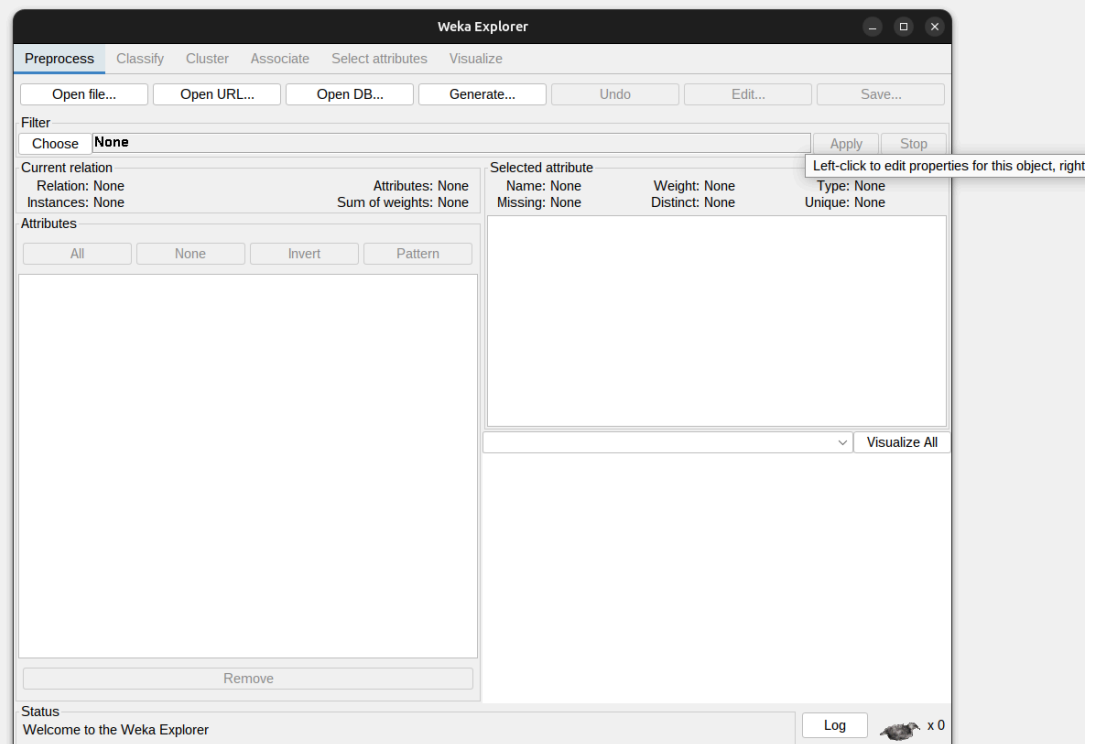 Weka Explorer
Preprocess Classify Cluster Associate Select attributes Visualize
Open file... Open URL... Open DB... Generate... Undo Edit... Save...
Filter
Choose None Apply Stop
Left-click to edit properties for this object, right
Current relation
Relation: None Attributes: None
Instances: None Sum of weights: None
Selected attribute
Name: None Weight: None Type: None
Missing: None Distinct: None Unique: None
Attributes
All None Invert Pattern
Visualize All
Remove
Status
Welcome to the Weka Explorer
Log x 0